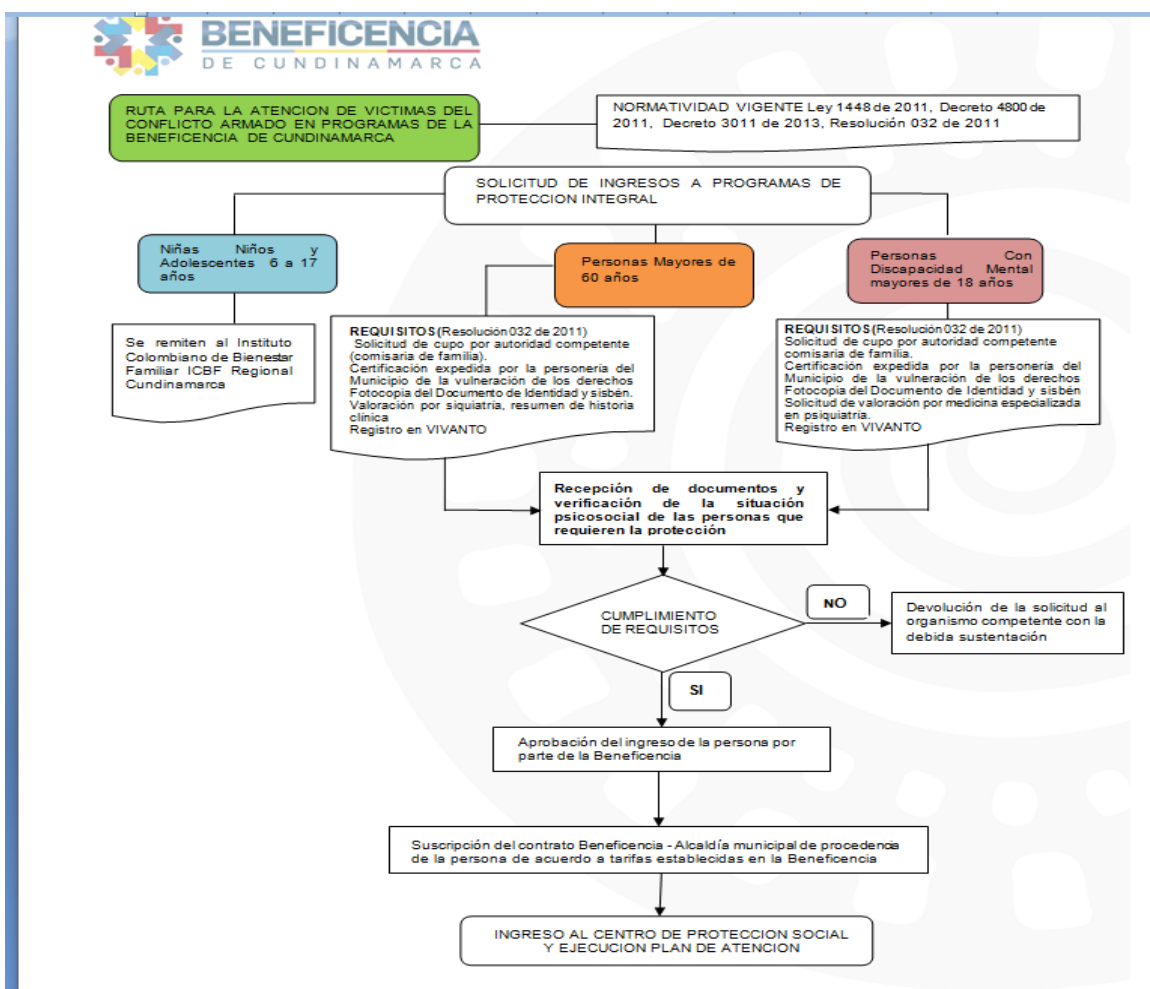 BENEFICENCIA
DE CUNDINAMARCA
RUTA PARA LA ATENCION DE VICTIMAS DEL
CONFLICTO ARMADO EN PROGRAMAS DE LA
BENEFICENCIA DE CUNDINAMARCA
NORMATIVIDAD VIGENTE Ley 1448 de 2011, Decreto 4800 de
2011, Decreto 3011 de 2013, Resolución 032 de 2011
SOLICITUD DE INGRESOS A PROGRAMAS DE
PROTECCION INTEGRAL
Niñas Niños y
Adolescentes 6 a 17
años
Personas Mayores de
60 años
Personas Con
Discapacidad Mental
mayores de 18 años
Se remiten al Instituto
Colombiano de Bienestar
Familiar ICBF Regional
Cundinamarca
REQUISITOS (Resolución 032 de 2011)
Solicitud de cupo por autoridad competente
(comisaria de familia).
Certificación expedida por la personería del
Municipio de la vulneración de los derechos
Fotocopia del Documento de Identidad y sisbén.
Valoración por siquiatría, resumen de historia
clínica
Registro en VIVANTO
REQUISITOS (Resolución 032 de 2011)
Solicitud de cupo por autoridad competente
comisaria de familia.
Certificación expedida por la personería del
Municipio de la vulneración de los derechos
Fotocopia del Documento de Identidad y sisbén
Solicitud de valoración por medicina especializada
en psiquiatría.
Registro en VIVANTO
Recepción de documentos y
verificación de la situación
psicosocial de las personas que
requieren la protección
CUMPLIMIENTO
DE REQUISITOS
NO
Devolución de la solicitud al
organismo competente con la
debida sustentación
SI
Aprobación del ingreso de la persona por
parte de la Beneficencia
Suscripción del contrato Beneficencia - Alcaldía municipal de procedencia
de la persona de acuerdo a tarifas establecidas en la Beneficencia
INGRESO AL CENTRO DE PROTECCION SOCIAL
Y EJECUCION PLAN DE ATENCION